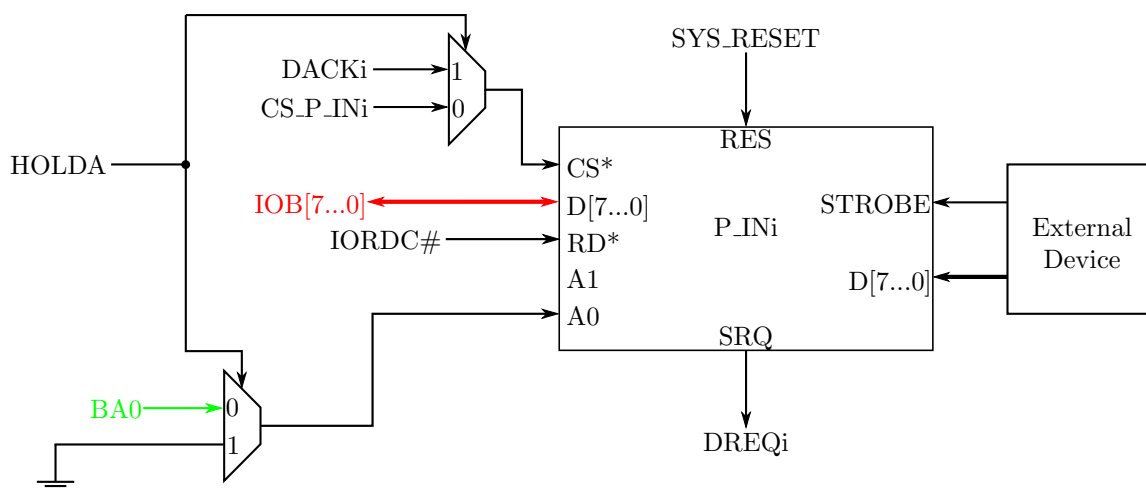 SYS_RESET
DACKi
1
CS_P_INi
0
RES
HOLDA
CS*
IOB[7...0]
D[7...0]
STROBE
P_INi
External
Device
IORDC#
RD*
A1
D[7...0]
A0
SRQ
BA0
0
1
DREQi